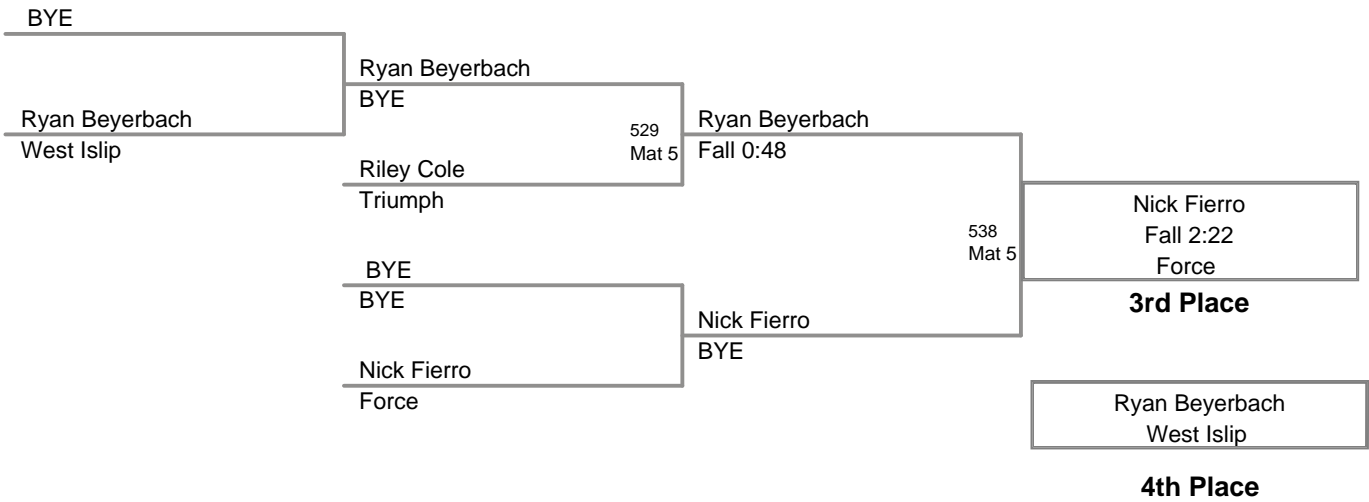 BYE
Ryan Beyerbach
West Islip
Ryan Beyerbach
BYE
Riley Cole
Triumph
529
Mat 5
Ryan Beyerbach
Fall 0:48
BYE
BYE
Nick Fierro
Force
Nick Fierro
BYE
538
Mat 5
Nick Fierro
Fall 2:22
Force
3rd Place
Ryan Beyerbach
West Islip
4th Place